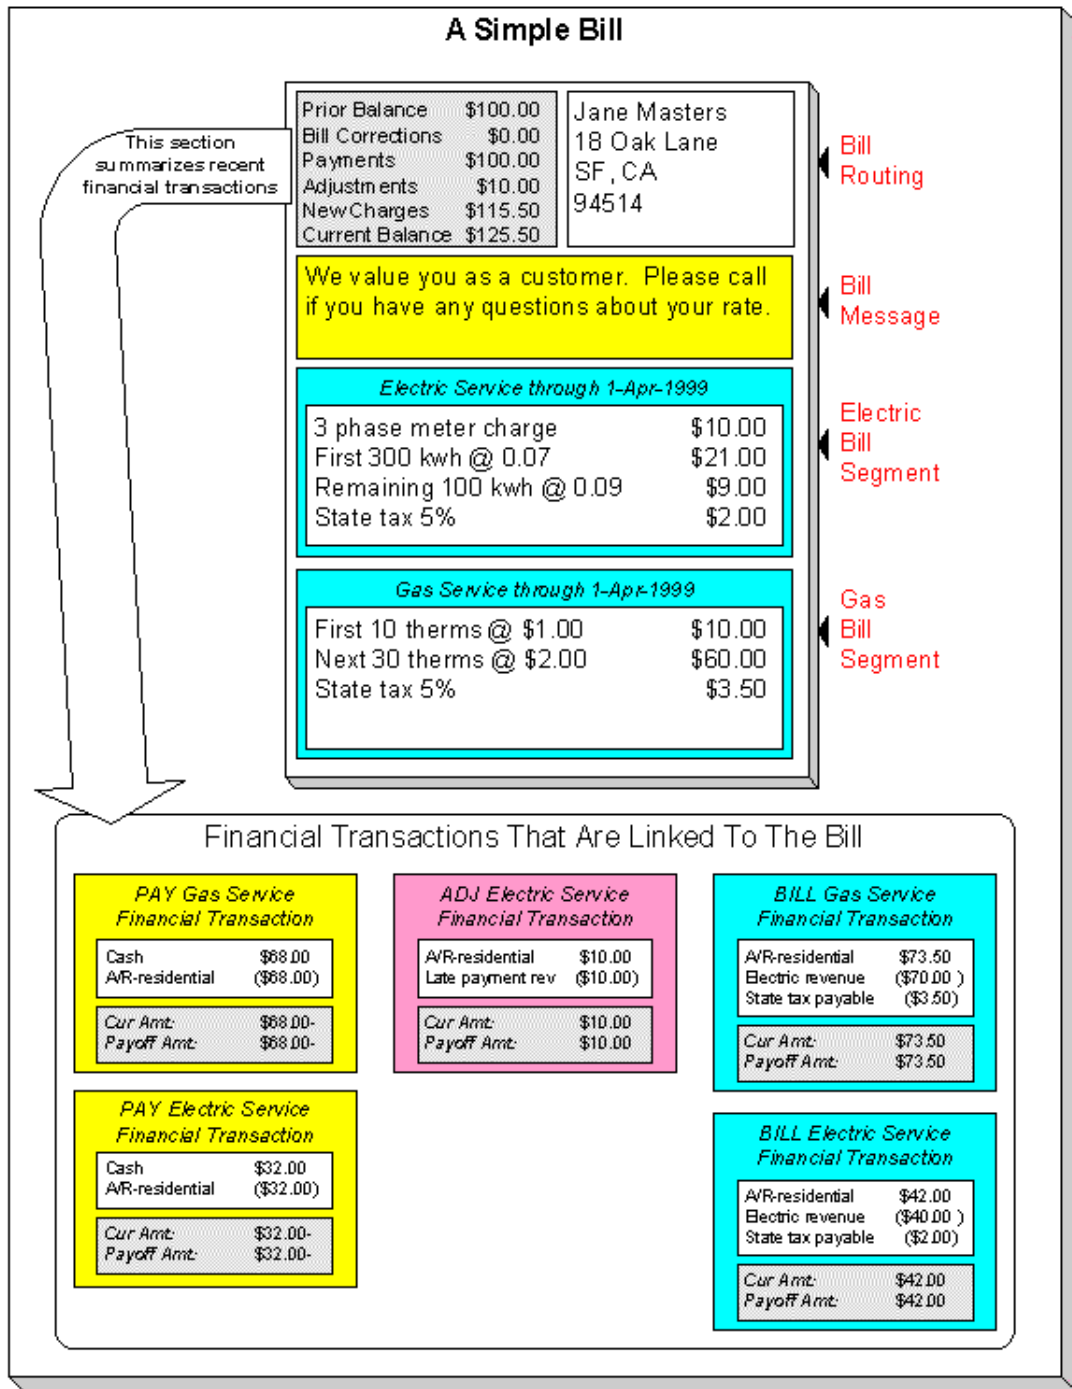 A Simple Bill
This section
summarizes recent
financial transactions
Prior Balance $100.00
Bill Corrections $0.00
Payments $100.00
Adjustments $10.00
New Charges $115.50
Current Balance $125.50
Jane Masters
18 Oak Lane
SF, CA
94514
Bill
Routing
We value you as a customer. Please call
if you have any questions about your rate.
Bill
Message
Electric Service through 1-Apr-1999
3 phase meter charge $10.00
First 300 kwh @ 0.07 $21.00
Remaining 100 kwh @ 0.09 $9.00
State tax 5% $2.00
Electric
Bill
Segment
Gas Service through 1-Apr-1999
First 10 therms @ $1.00 $10.00
Next 30 therms @ $2.00 $60.00
State tax 5% $3.50
Gas
Bill
Segment
Financial Transactions That Are Linked To The Bill
PAY Gas Service
Financial Transaction
Cash $68.00
A/R-residential ($68.00)
Cur Amt: $68.00-
Payoff Amt: $68.00-
PAY Electric Service
Financial Transaction
Cash $32.00
A/R-residential ($32.00)
Cur Amt: $32.00-
Payoff Amt: $32.00-
ADJ Electric Service
Financial Transaction
A/R-residential $10.00
Late payment rev ($10.00)
Cur Amt: $10.00
Payoff Amt: $10.00
BILL Gas Service
Financial Transaction
A/R-residential $73.50
Electric revenue ($70.00 )
State tax payable ($3.50)
Cur Amt: $73.50
Payoff Amt: $73.50
BILL Electric Service
Financial Transaction
A/R-residential $42.00
Electric revenue ($40.00 )
State tax payable ($2.00)
Cur Amt: $42.00
Payoff Amt: $42.00